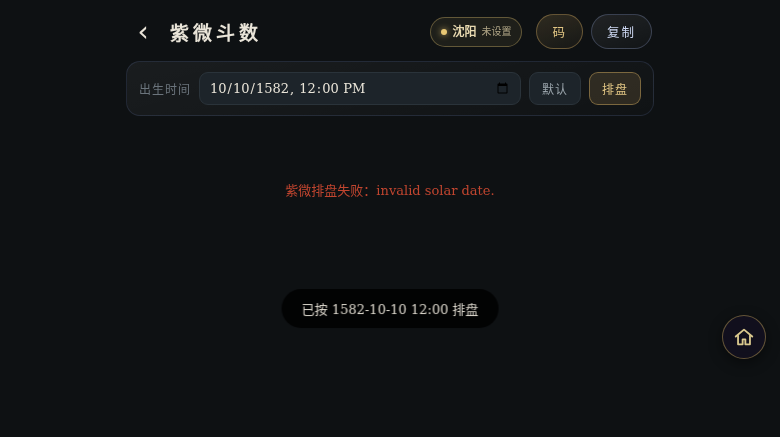 紫微斗数
沈阳 未设置
码
复制
出生时间
10/10/1582, 12:00 PM
默认
排盘
紫微排盘失败：invalid solar date.
已按 1582-10-10 12:00 排盘